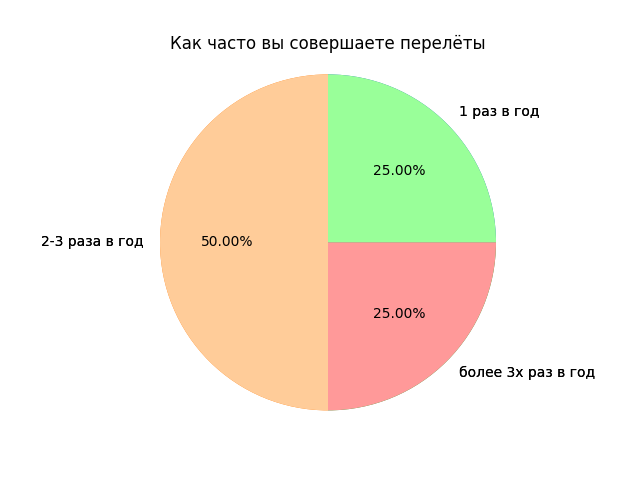 Как часто вы совершаете перелёты
1 раз в год
25.00%
2-3 раза в год
50.00%
25.00%
более 3х раз в год